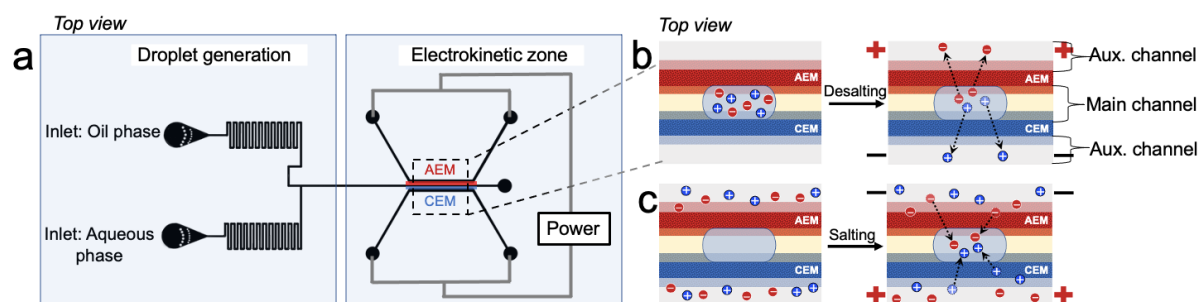 Top view
a
Droplet generation
Inlet: Oil phase
Inlet: Aqueous
phase
Electrokinetic zone
AEM
CEM
Power
Top view
b
AEM
CEM
Desalting
+ +
AEM
CEM
− −
Aux. channel
Main channel
Aux. channel
c
AEM
CEM
Salting
− −
AEM
CEM
+ +